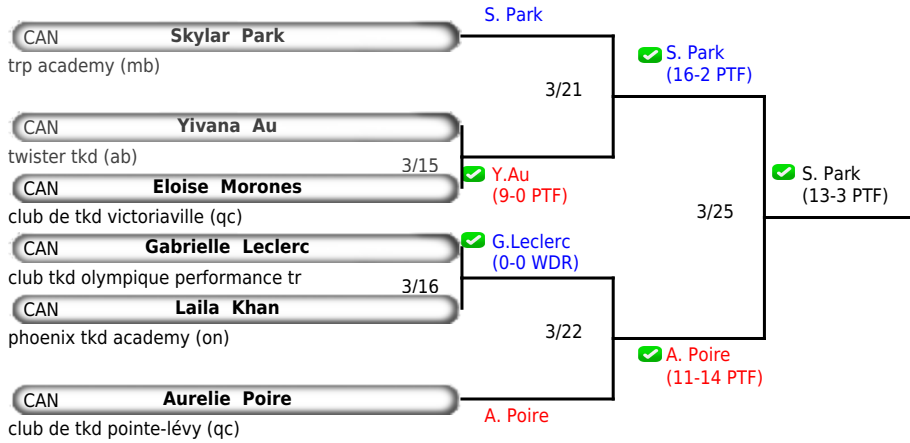 S. Park
CAN Skylar Park
trp academy (mb)
S. Park
(16-2 PTF)
3/21
CAN Yivana Au
twister tkd (ab)
3/15
Y.Au
(9-0 PTF)
CAN Eloise Morones
club de tkd victoriaville (qc)
S. Park
(13-3 PTF)
3/25
CAN Gabrielle Leclerc
club tkd olympique performance tr
G.Leclerc
(0-0 WDR)
3/16
CAN Laila Khan
phoenix tkd academy (on)
3/22
A. Poire
(11-14 PTF)
CAN Aurelie Poire
club de tkd pointe-lévy (qc)
A. Poire